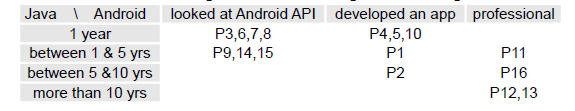 Java \ Android looked at Android API developed an app professional
1 year P3,6,7,8 P4,5,10
between 1 & 5 yrs P9,14,15 P1 P11
between 5 &10 yrs P2 P16
more than 10 yrs P12,13